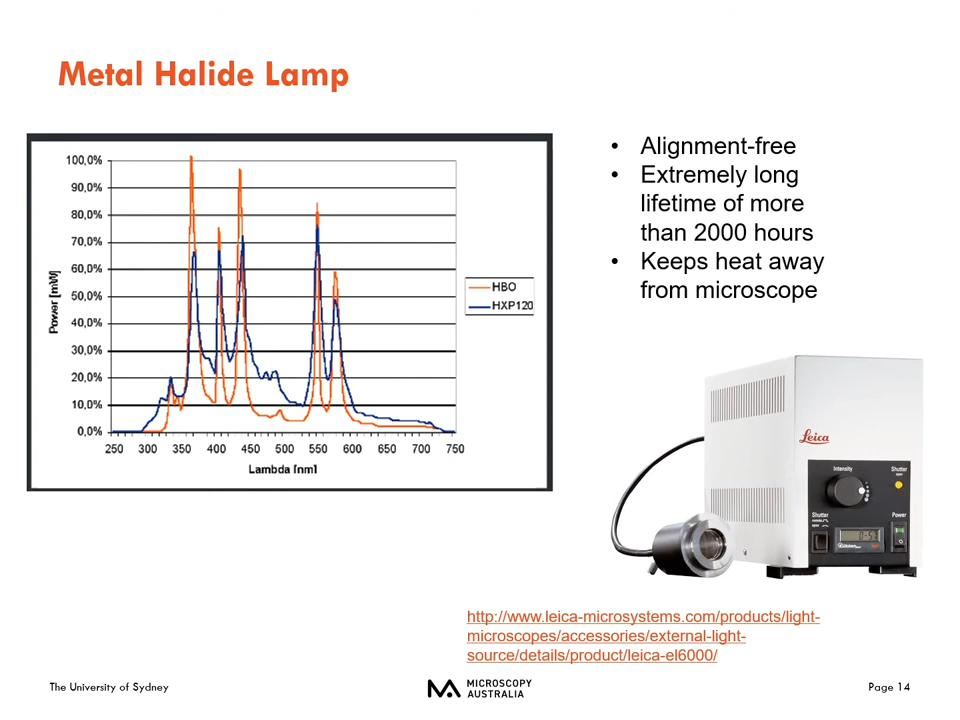 Metal Halide Lamp
100,0%
90,0%
80,0%
70,0%
60,0%
50,0%
40,0%
30,0%
20,0%
10,0%
0,0%
Power [mW]
250 300 350 400 450 500 550 600 650 700 750
Lambda [nm]
HBO
HXP120
• Alignment-free
• Extremely long
lifetime of more
than 2000 hours
• Keeps heat away
from microscope
Leica
Intensity
Shutter
open
Shutter
Power
http://www.leica-microsystems.com/products/light-
microscopes/accessories/external-light-
source/details/product/leica-el6000/
The University of Sydney
MICROSCOPY
AUSTRALIA
Page 14